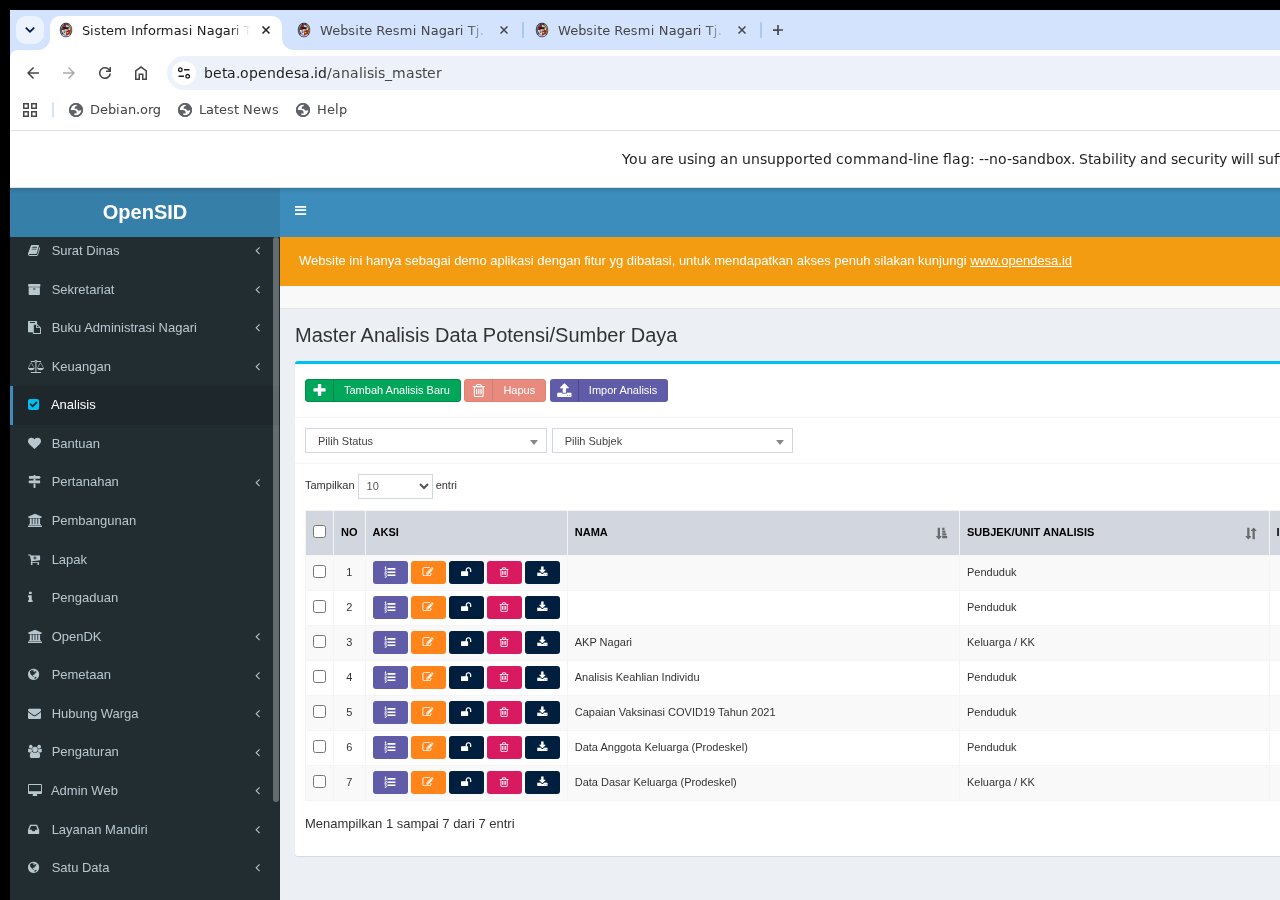 Sistem Informasi Nagari
Website Resmi Nagari Tj.
Website Resmi Nagari Tj.
beta.opendesa.id/analisis_master
Debian.org
Latest News
Help
You are using an unsupported command-line flag: --no-sandbox. Stability and security will suf
OpenSID
Website ini hanya sebagai demo aplikasi dengan fitur yg dibatasi, untuk mendapatkan akses penuh silakan kunjungi www.opendesa.id
Surat Dinas
Sekretariat
Buku Administrasi Nagari
Keuangan
Analisis
Bantuan
Pertanahan
Pembangunan
Lapak
Pengaduan
OpenDK
Pemetaan
Hubung Warga
Pengaturan
Admin Web
Layanan Mandiri
Satu Data
Master Analisis Data Potensi/Sumber Daya
Tambah Analisis Baru
Hapus
Impor Analisis
Pilih Status
Pilih Subjek
Tampilkan 10 entri
NO AKSI NAMA SUBJEK/UNIT ANALISIS
1 Penduduk
2 Penduduk
3 AKP Nagari Keluarga / KK
4 Analisis Keahlian Individu Penduduk
5 Capaian Vaksinasi COVID19 Tahun 2021 Penduduk
6 Data Anggota Keluarga (Prodeskel) Penduduk
7 Data Dasar Keluarga (Prodeskel) Keluarga / KK
Menampilkan 1 sampai 7 dari 7 entri